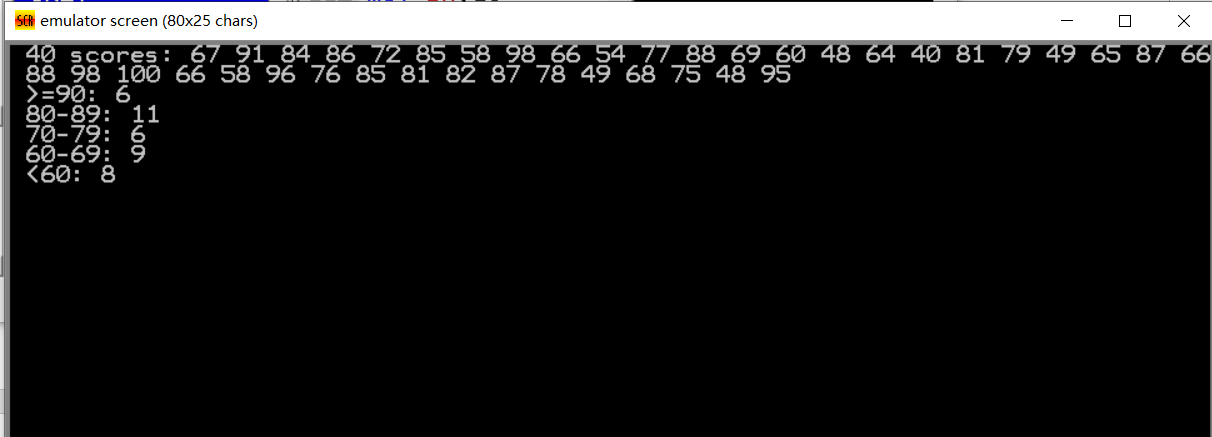 SCR emulator screen (80x25 chars)
40 scores: 67 91 84 86 72 85 58 98 66 54 77 88 69 60 48 64 40 81 79 49 65 87 66
88 98 100 66 58 96 76 85 81 82 87 78 49 68 75 48 95
>=90: 6
80-89: 11
70-79: 6
60-69: 9
<60: 8